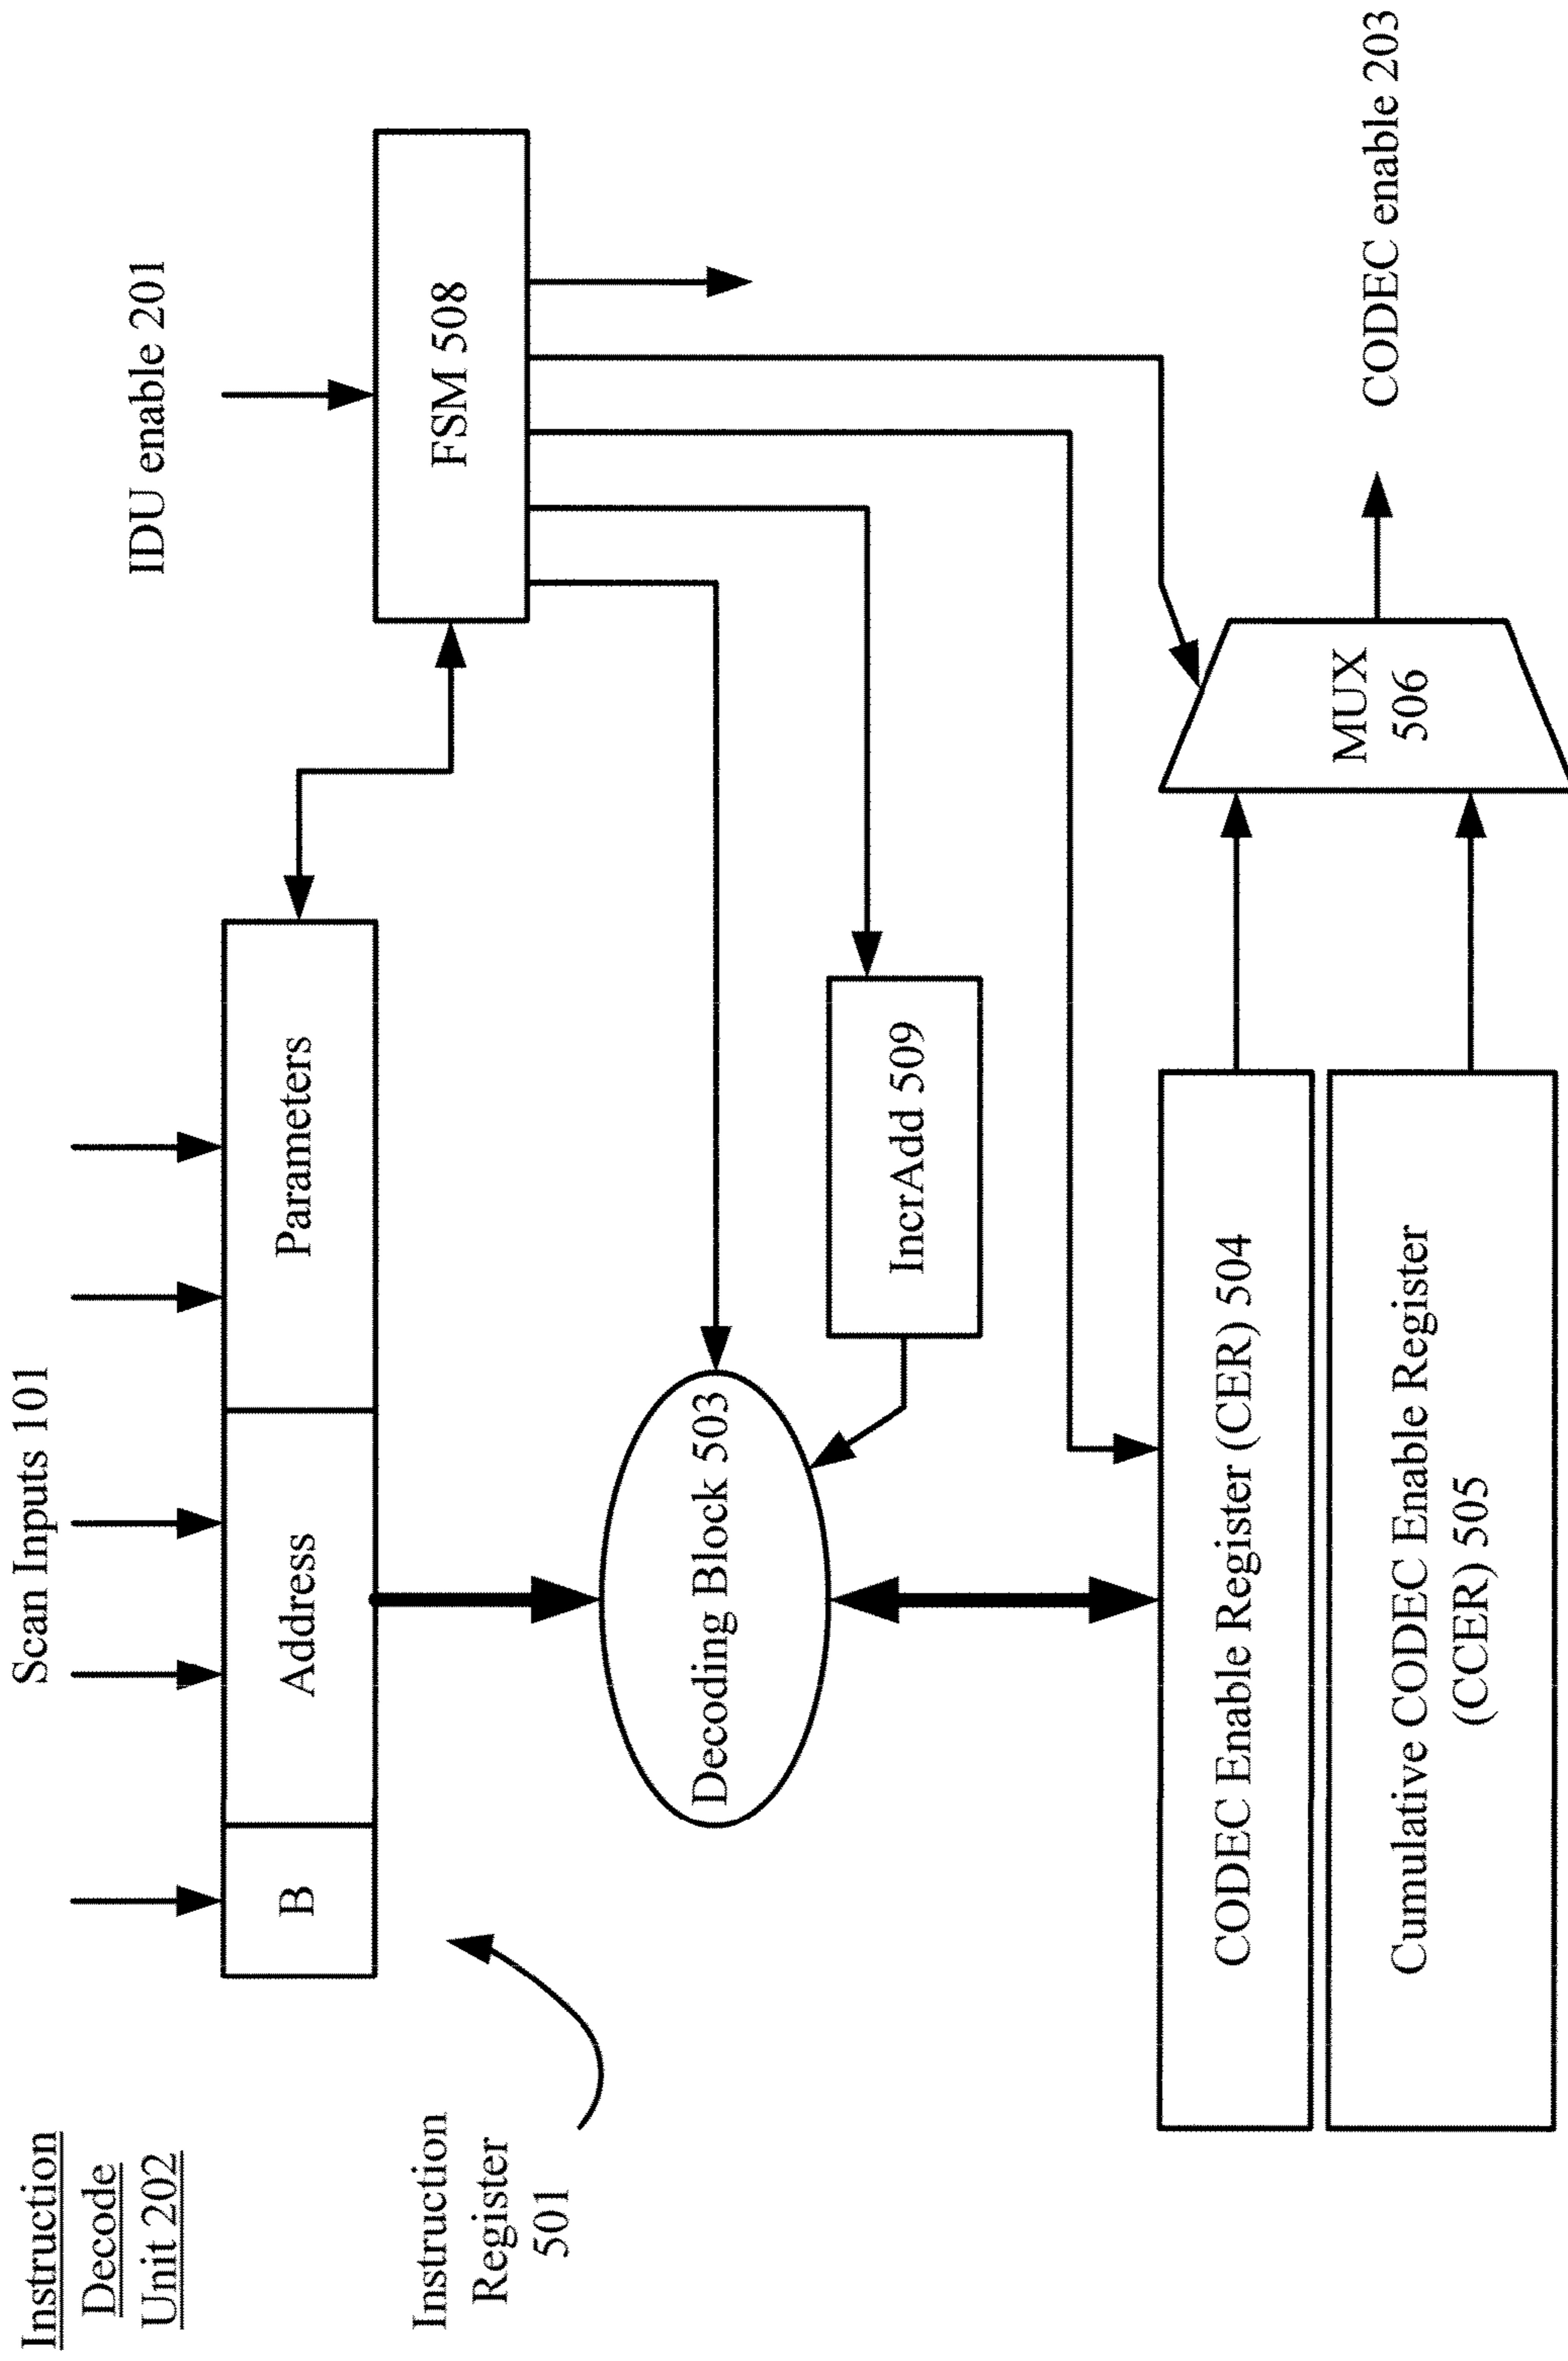 Instruction
Decode
Unit 202
Scan Inputs 101
IDU enable 201
B
Address
Parameters
FSM 508
Instruction
Register
501
Decoding Block 503
IncrAdd 509
CODEC Enable Register (CER) 504
Cumulative CODEC Enable Register
(CCER) 505
MUX
506
CODEC enable 203